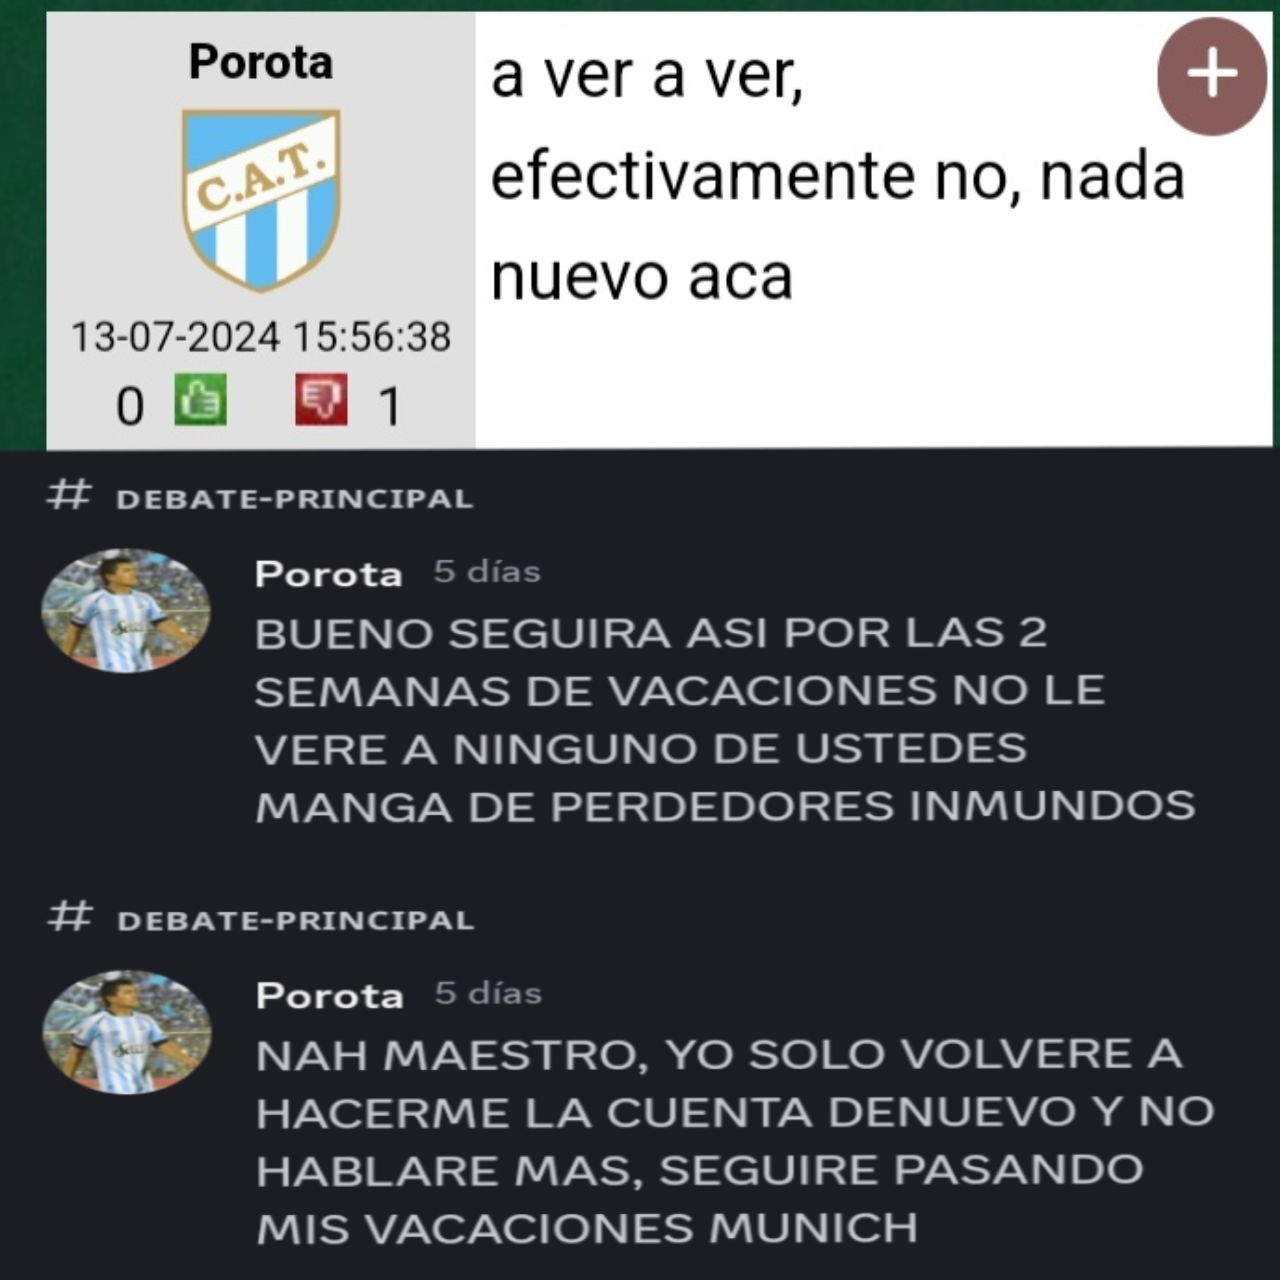 Porota
C.A.T.
13-07-2024 15:56:38
0 1
a ver a ver,
efectivamente no, nada
nuevo aca
# DEBATE-PRINCIPAL
Porota 5 días
BUENO SEGUIRA ASI POR LAS 2
SEMANAS DE VACACIONES NO LE
VERE A NINGUNO DE USTEDES
MANGA DE PERDEDORES INMUNDOS
# DEBATE-PRINCIPAL
Porota 5 días
NAH MAESTRO, YO SOLO VOLVERE A
HACERME LA CUENTA DENUEVO Y NO
HABLARE MAS, SEGUIRE PASANDO
MIS VACACIONES MUNICH